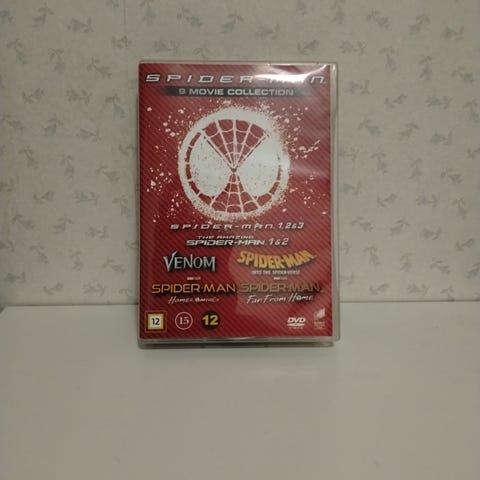 SPIDER-MAN
9 MOVIE COLLECTION
SPIDER-MAN 1, 2 & 3
THE AMAZING
SPIDER-MAN 1 & 2
VENOM
SPIDER-MAN
INTO THE SPIDER-VERSE
SPIDER-MAN
HOMECOMING
SPIDER-MAN
Far From Home
12
15
12
DVD